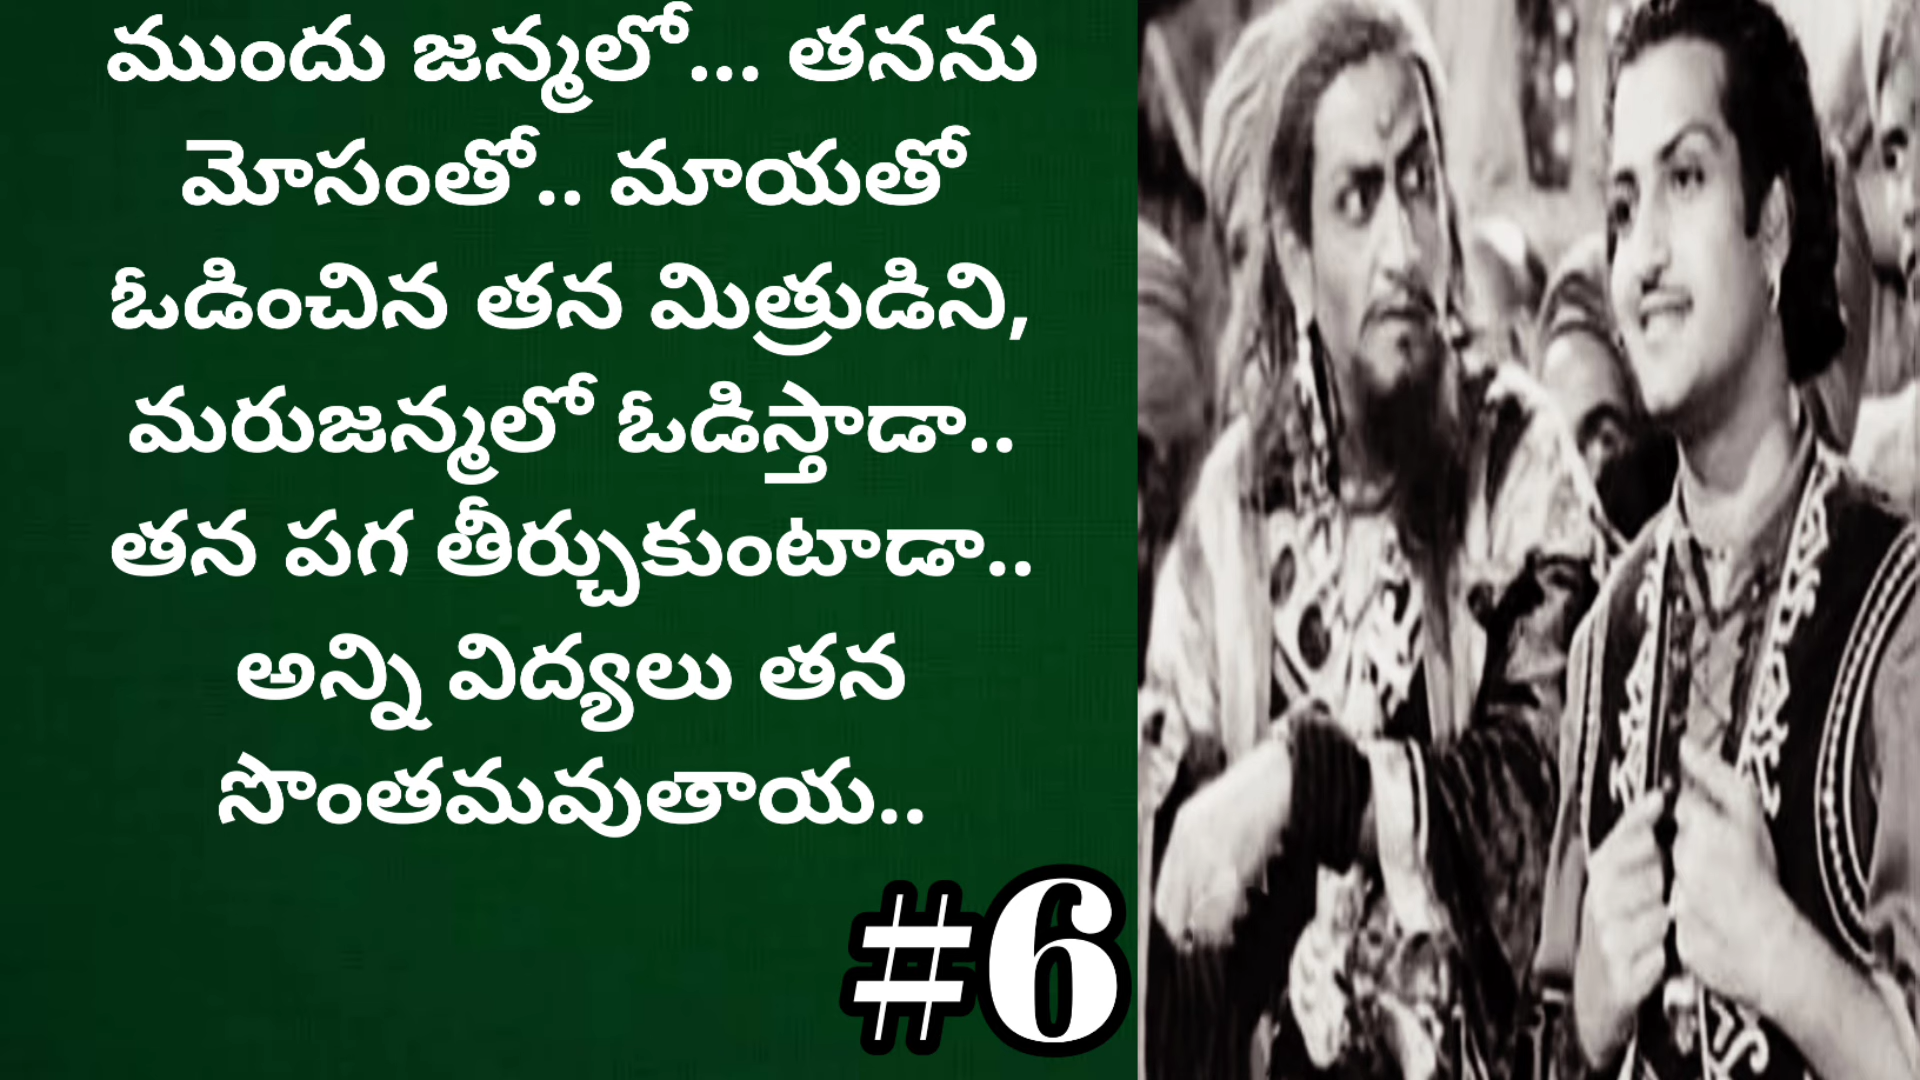 ముందు జన్మలో... తనను
మోసంతో.. మాయతో
ఓడించిన తన మిత్రుడిని,
మరుజన్మలో ఓడిస్తాడా..
తన పగ తీర్చుకుంటాడా..
అన్ని విద్యలు తన
సొంతమవుతాయ..
#6